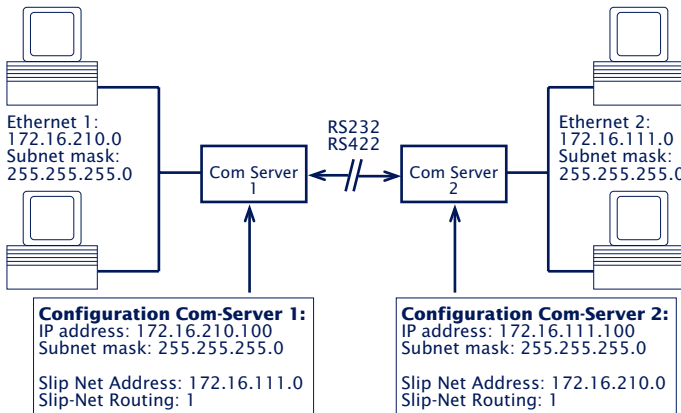 Ethernet 1:
172.16.210.0
Subnet mask:
255.255.255.0
RS232
RS422
Ethernet 2:
172.16.111.0
Subnet mask:
255.255.255.0
Com Server
1
Com Server
2
Configuration Com-Server 1:
IP address: 172.16.210.100
Subnet mask: 255.255.255.0
Slip Net Address: 172.16.111.0
Slip-Net Routing: 1
Configuration Com-Server 2:
IP address: 172.16.111.100
Subnet mask: 255.255.255.0
Slip Net Address: 172.16.210.0
Slip-Net Routing: 1